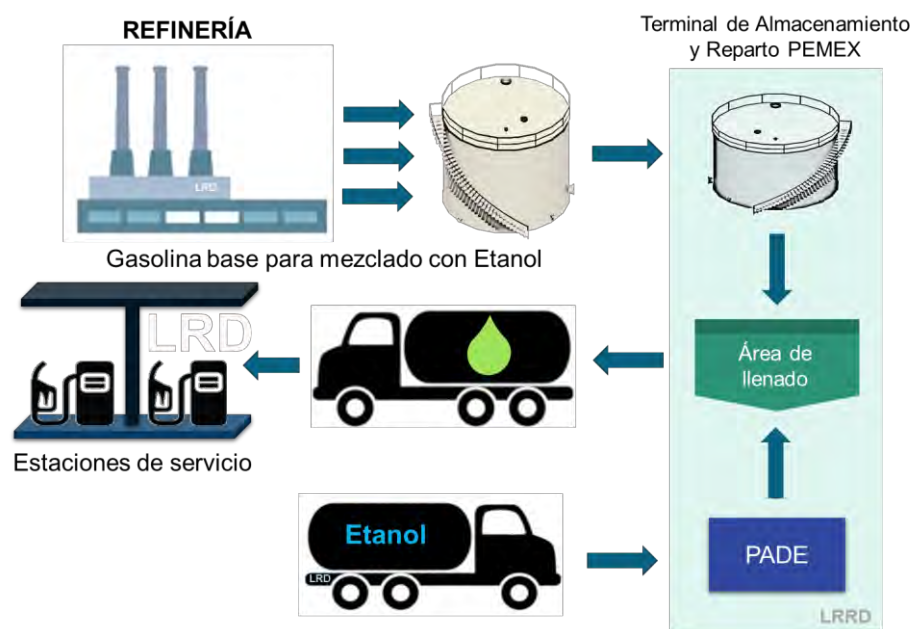 REFINERÍA
LRD
Terminal de Almacenamiento
y Reparto PEMEX
Gasolina base para mezclado con Etanol
LRD
Área de
llenado
Estaciones de servicio
Etanol
LRD
PADE
LRRD